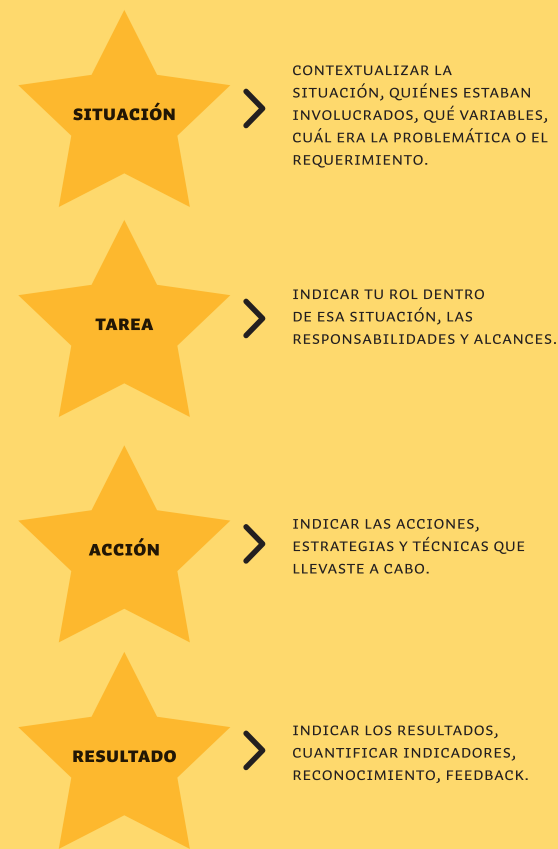 SITUACIÓN
CONTEXTUALIZAR LA
SITUACIÓN, QUIÉNES ESTABAN
INVOLUCRADOS, QUÉ VARIABLES,
CUÁL ERA LA PROBLEMÁTICA O EL
REQUERIMIENTO.
TAREA
INDICAR TU ROL DENTRO
DE ESA SITUACIÓN, LAS
RESPONSABILIDADES Y ALCANCES.
ACCIÓN
INDICAR LAS ACCIONES,
ESTRATEGIAS Y TÉCNICAS QUE
LLEVASTE A CABO.
RESULTADO
INDICAR LOS RESULTADOS,
CUANTIFICAR INDICADORES,
RECONOCIMIENTO, FEEDBACK.